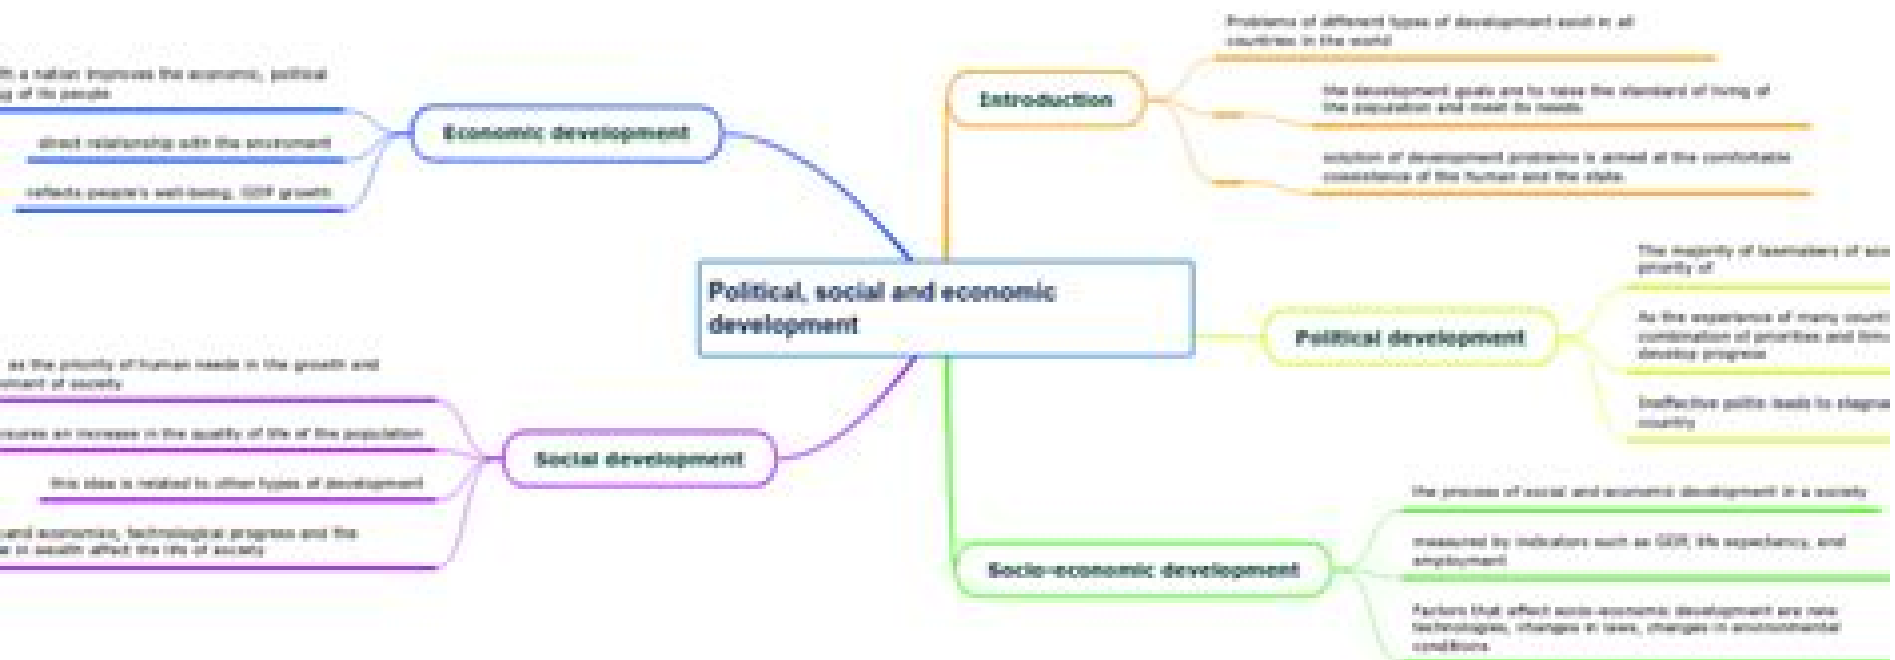 Political, social and economic
development
Introduction
Problems of different types of development exist in all
countries in the world
the development goals are to raise the standard of living of
the population and meet its needs
solution of development problems is aimed at the comfortable
coexistence of the human and the state
Political development
The majority of lawmakers of
priority of
As the experience of many
combination of priorities and
develop progress
Ineffective politic leads to
country
Socio-economic development
the process of social and economic development in a society
measured by indicators such as GDP, life expectancy, and
employment
Factors that affect socio-economic development are new
technologies, changes in laws, changes in environmental
conditions
Economic development
a nation improves the economic, political
of its people
direct relationship with the enviroment
reflects people's well-being, GDP growth
Social development
as the priority of human needs in the growth and
of society
an increase in the quality of life of the population
this idea is related to other types of development
and economics, technological progress and the
in wealth affect the life of society